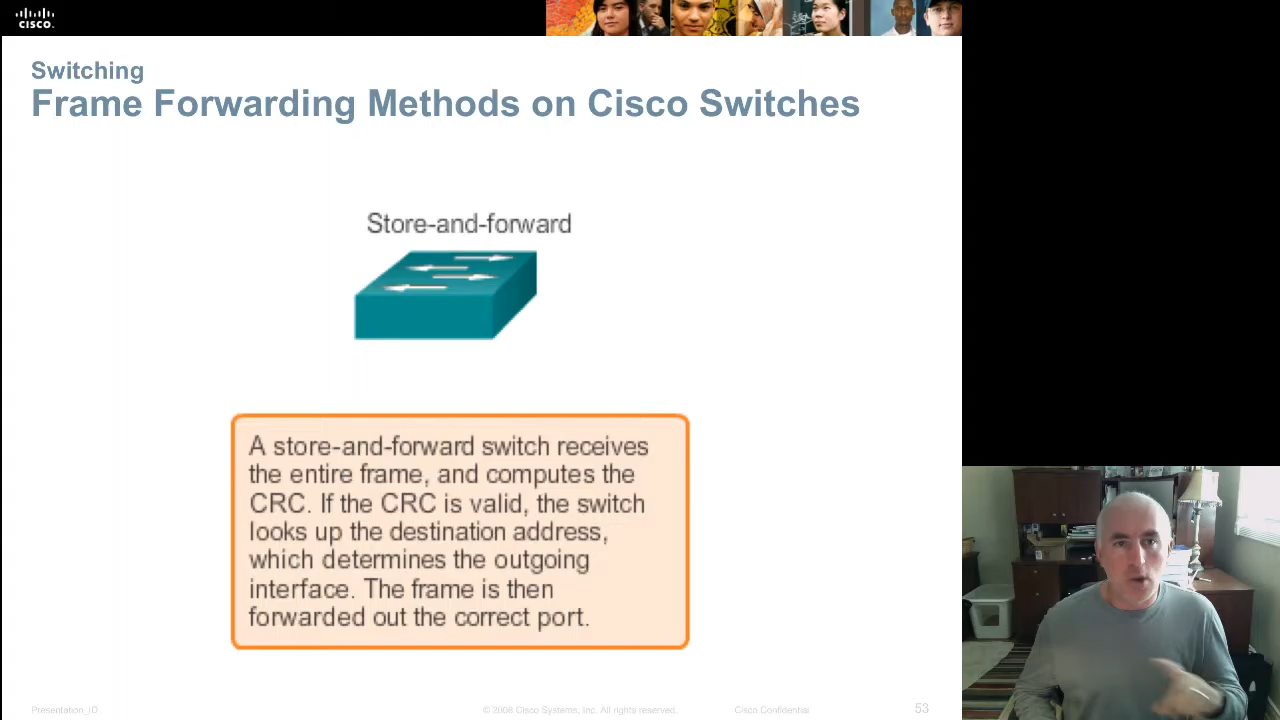 CISCO
Switching
Frame Forwarding Methods on Cisco Switches
Store-and-forward
A store-and-forward switch receives
the entire frame, and computes the
CRC. If the CRC is valid, the switch
looks up the destination address,
which determines the outgoing
interface. The frame is then
forwarded out the correct port.
Presentation_ID
© 2008 Cisco Systems, Inc. All rights reserved.
Cisco Confidential
53